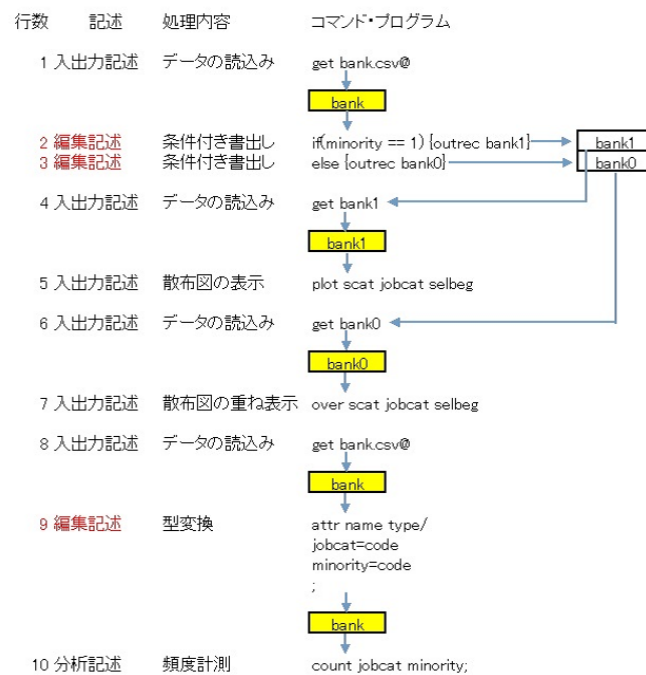 行数 記述 処理内容 コマンド・プログラム
1 入出力記述 データの読込み get bank.csv@
bank
2 編集記述 条件付き書出し if(minority == 1) {outrec bank1} bank1
3 編集記述 条件付き書出し else {outrec bank0} bank0
4 入出力記述 データの読込み get bank1
bank1
5 入出力記述 散布図の表示 plot scat jobcat selbeg
6 入出力記述 データの読込み get bank0
bank0
7 入出力記述 散布図の重ね表示 over scat jobcat selbeg
8 入出力記述 データの読込み get bank.csv@
bank
9 編集記述 型変換 attr name type/
jobcat=code
minority=code
;
bank
10 分析記述 頻度計測 count jobcat minority;